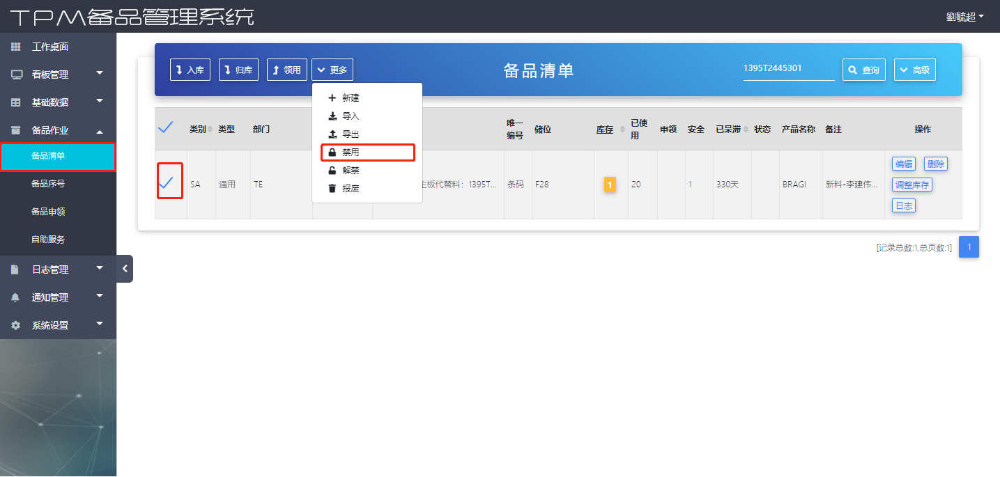 TPM备品管理系统
劉毓超
工作桌面
看板管理
基础数据
备品作业
备品清单
备品序号
备品申领
自助服务
日志管理
通知管理
系统设置
入库 归库 领用 更多
备品清单
1395T2445301
查询 高级
新建
导入
导出
禁用
解禁
报废
类别 类型 部门 唯一编号 储位 库存 已使用 申领 安全 已呆滞 状态 产品名称 备注 操作
SA 通用 TE 主板代替料：1395T... 条码 F28 1 20 1 330天 BRAGI 新料-李建伟...
编辑 删除
调整库存
日志
[记录总数:1,总页数:1] 1